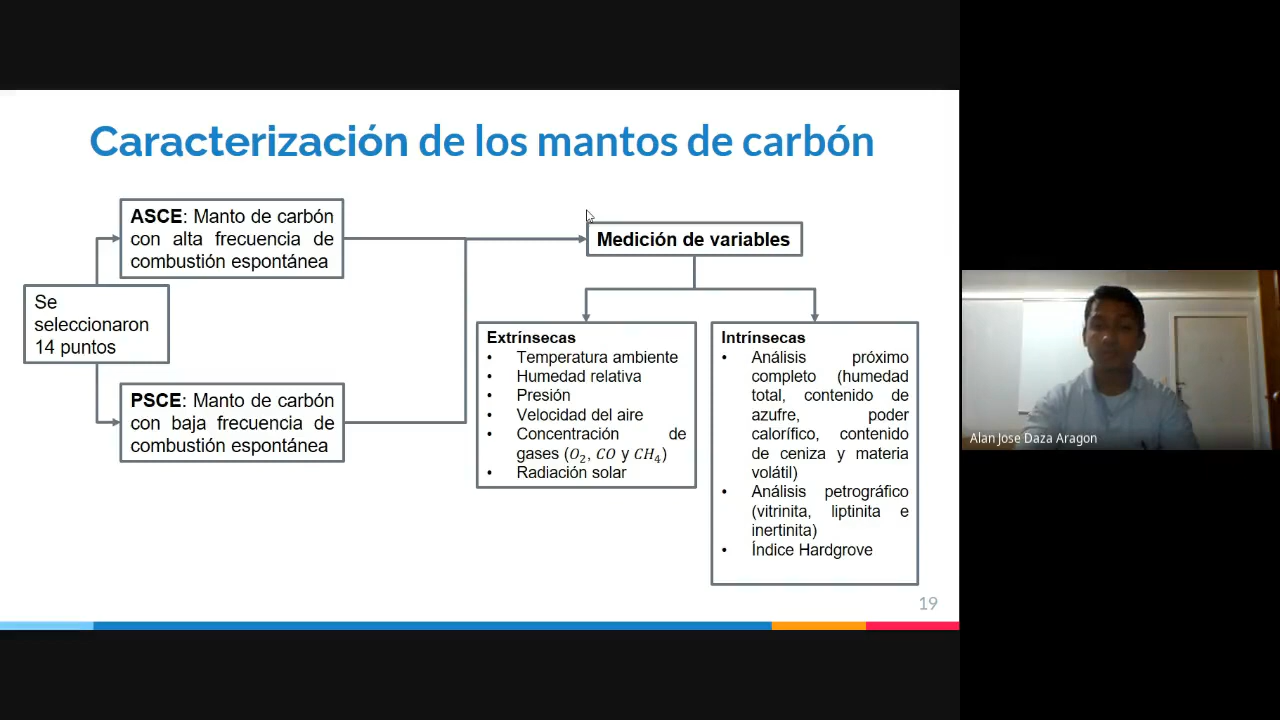 Caracterización de los mantos de carbón
Se
seleccionaron
14 puntos
ASCE: Manto de carbón
con alta frecuencia de
combustión espontánea
PSCE: Manto de carbón
con baja frecuencia de
combustión espontánea
Medición de variables
Extrínsecas
• Temperatura ambiente
• Humedad relativa
• Presión
• Velocidad del aire
• Concentración de
gases (O₂, CO y CH₄)
• Radiación solar
Intrínsecas
• Análisis próximo
completo (humedad
total, contenido de
azufre, poder
calorífico, contenido
de ceniza y materia
volátil)
• Análisis petrográfico
(vitrinita, liptinita e
inertinita)
• Índice Hardgrove
19
Alan Jose Daza Aragon